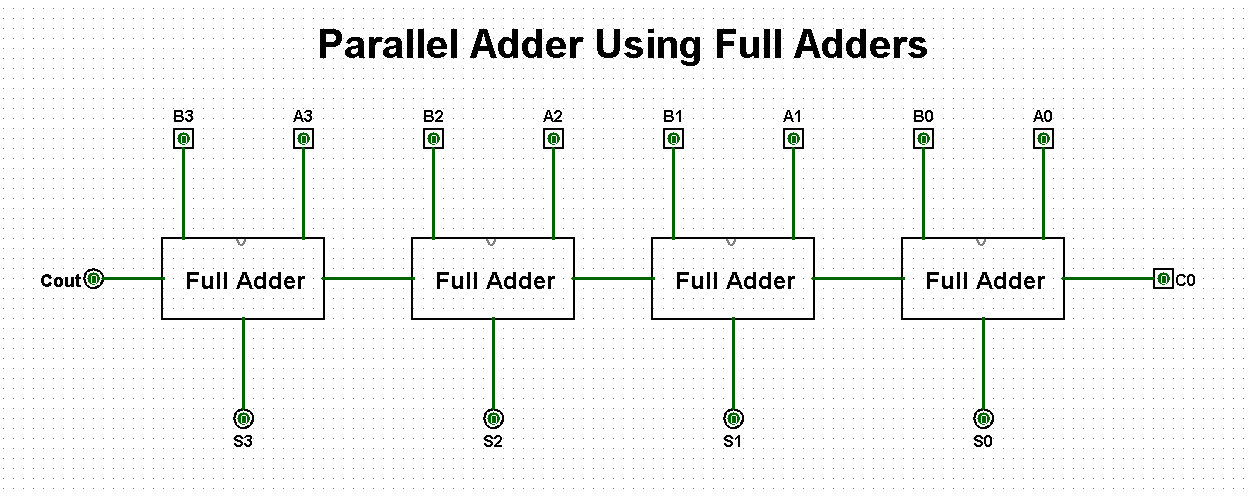 Parallel Adder Using Full Adders
B3 A3 B2 A2 B1 A1 B0 A0
0 0 0 0 0 0 0 0
Cout 0 Full Adder Full Adder Full Adder Full Adder 0 C0
0 0 0 0
S3 S2 S1 S0